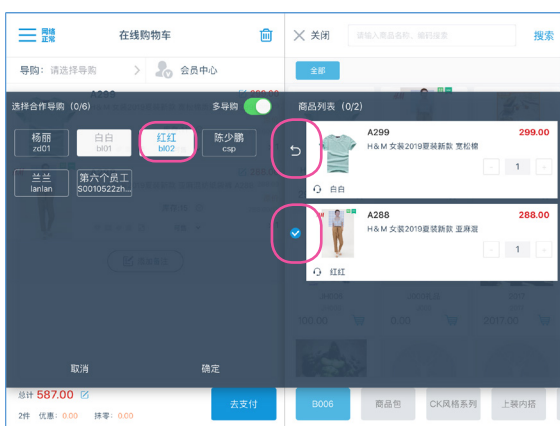 网络
正常
在线购物车
关闭
请输入商品名称、编码搜索
搜索
导购: 请选择导购
会员中心
全部
选择合作导购 (0/6)
多导购
商品列表 (0/2)
杨丽
zd01
白白
bl01
红红
bl02
陈少鹏
csp
兰兰
lanlan
第六个员工
S0010522zh...
A299
299.00
H&M 女装2019夏装新款 宽松棉
- 1
白白
A288
288.00
H&M 女装2019夏装新款 亚麻混
- 1
红红
100.00
0.00
2017.00
取消
确定
总计 587.00
2件 优惠: 0.00 抹零: 0.00
去支付
B006
商品包
CK风格系列
上装内搭